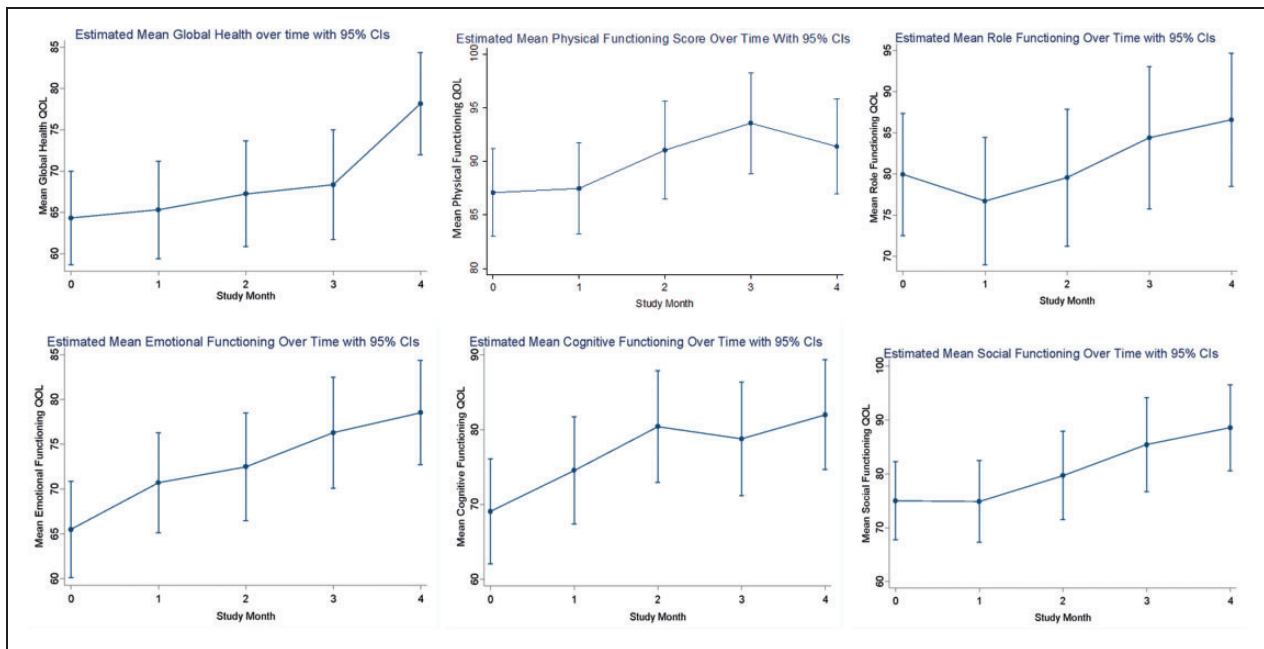 Estimated Mean Global Health over time with 95% CIs
Mean Global Health QOL
85
80
75
70
65
60
0 1 2 3 4
Study Month
Estimated Mean Physical Functioning Score Over Time With 95% CIs
Mean Physical Functioning QOL
100
95
90
85
80
0 1 2 3 4
Study Month
Estimated Mean Role Functioning Over Time with 95% CIs
Mean Role Functioning QOL
95
90
85
80
75
70
0 1 2 3 4
Study Month
Estimated Mean Emotional Functioning Over Time with 95% CIs
Mean Emotional Functioning QOL
85
80
75
70
65
60
0 1 2 3 4
Study Month
Estimated Mean Cognitive Functioning Over Time with 95% CIs
Mean Cognitive Functioning QOL
90
80
70
60
0 1 2 3 4
Study Month
Estimated Mean Social Functioning Over Time with 95% CIs
Mean Social Functioning QOL
100
90
80
70
60
0 1 2 3 4
Study Month